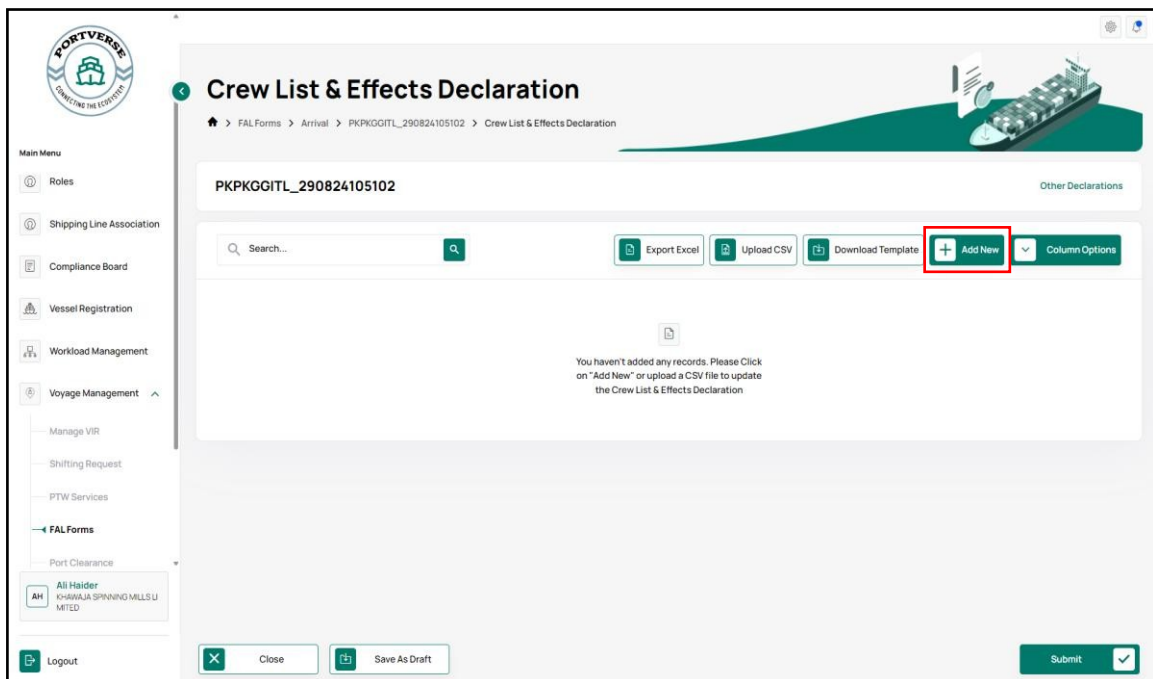 PORTVERSE
CONNECTING THE ECOSYSTEM
Crew List & Effects Declaration
FAL Forms > Arrival > PKPKGGITL_290824105102 > Crew List & Effects Declaration
Main Menu
Roles
Shipping Line Association
Compliance Board
Vessel Registration
Workload Management
Voyage Management
Manage VIR
Shifting Request
PTW Services
FAL Forms
Port Clearance
AH
Ali Haider
KHAWAJA SPINNING MILLS LI
MITED
Logout
PKPKGGITL_290824105102
Other Declarations
Search...
Export Excel
Upload CSV
Download Template
Add New
Column Options
You haven't added any records. Please Click
on "Add New" or upload a CSV file to update
the Crew List & Effects Declaration
Close
Save As Draft
Submit